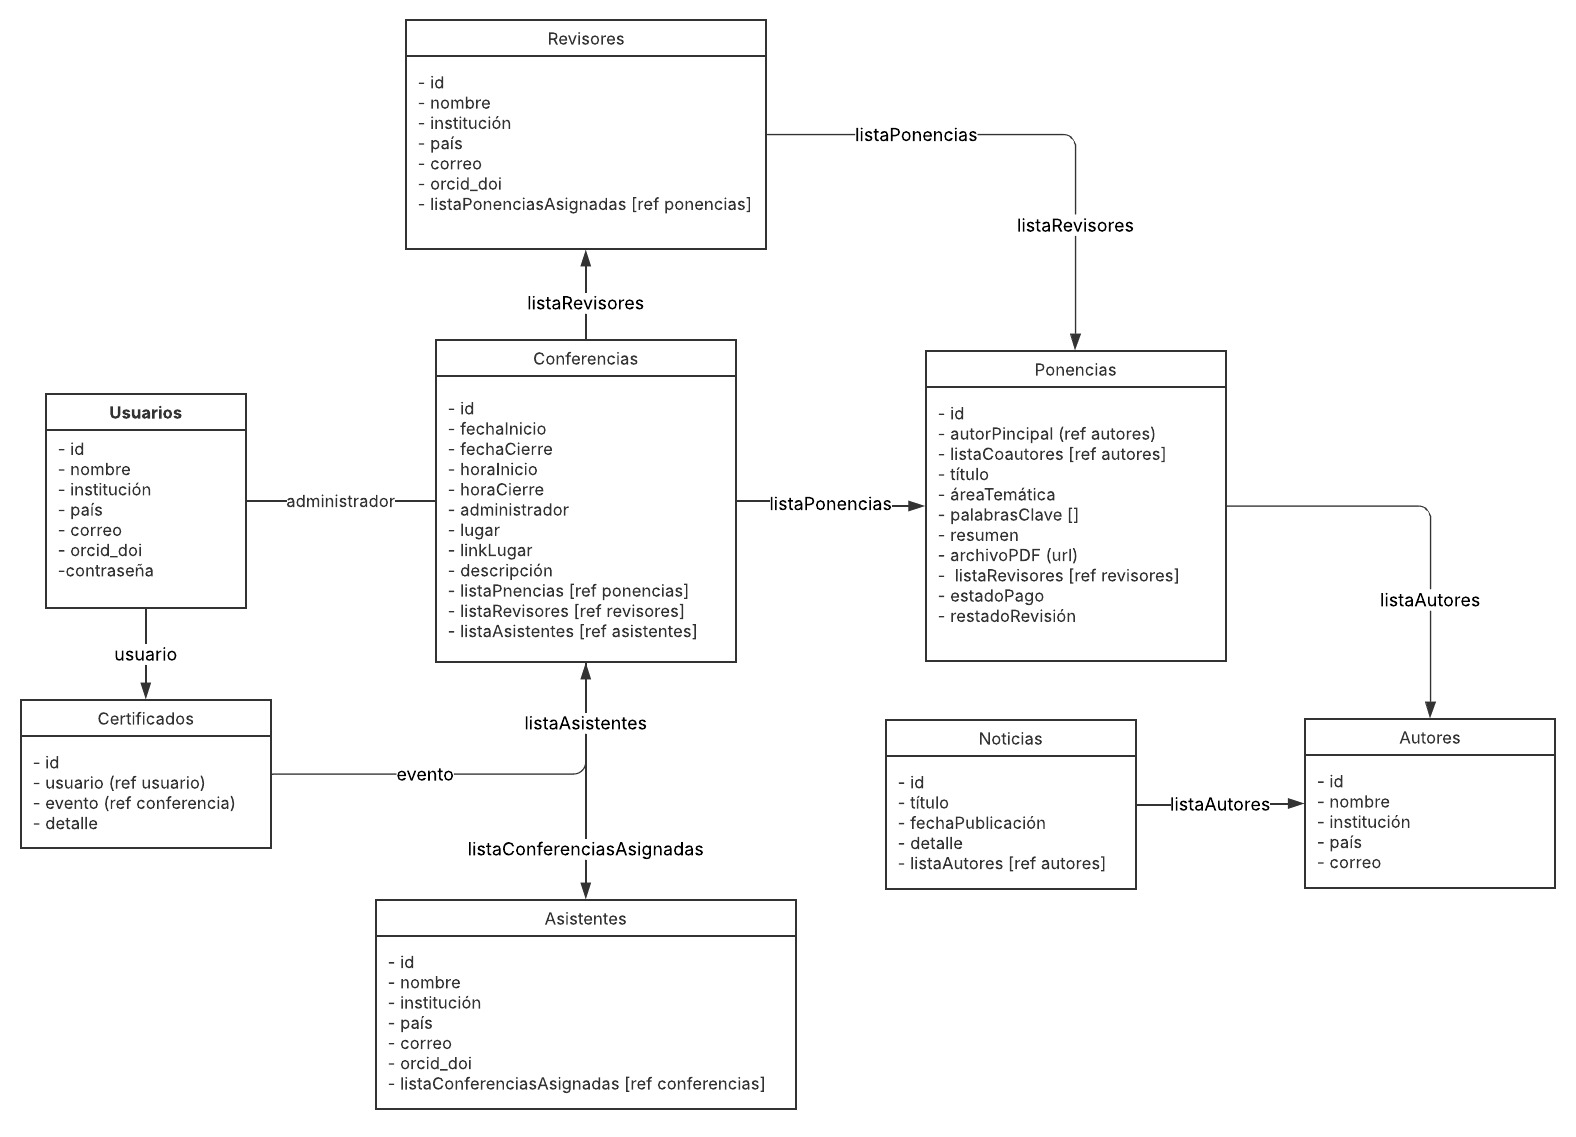 Revisores
- id
- nombre
- institución
- país
- correo
- orcid_doi
- listaPonenciasAsignadas [ref ponencias]
listaPonencias
listaRevisores
listaRevisores
Conferencias
- id
- fechaInicio
- fechaCierre
- horaInicio
- horaCierre
- administrador
- lugar
- linkLugar
- descripción
- listaPnencias [ref ponencias]
- listaRevisores [ref revisores]
- listaAsistentes [ref asistentes]
Usuarios
- id
- nombre
- institución
- país
- correo
- orcid_doi
-contraseña
administrador
listaPonencias
Ponencias
- id
- autorPincipal (ref autores)
- listaCoautores [ref autores]
- título
- áreaTemática
- palabrasClave []
- resumen
- archivoPDF (url)
-  listaRevisores [ref revisores]
- estadoPago
- restadoRevisión
listaAutores
usuario
Certificados
- id
- usuario (ref usuario)
- evento (ref conferencia)
- detalle
evento
listaAsistentes
listaConferenciasAsignadas
Noticias
- id
- título
- fechaPublicación
- detalle
- listaAutores [ref autores]
listaAutores
Autores
- id
- nombre
- institución
- país
- correo
Asistentes
- id
- nombre
- institución
- país
- correo
- orcid_doi
- listaConferenciasAsignadas [ref conferencias]